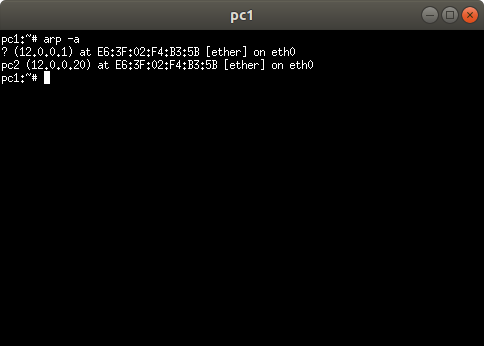 pc1
pc1:~# arp -a
? (12.0.0.1) at E6:3F:02:F4:B3:5B [ether] on eth0
pc2 (12.0.0.20) at E6:3F:02:F4:B3:5B [ether] on eth0
pc1:~#